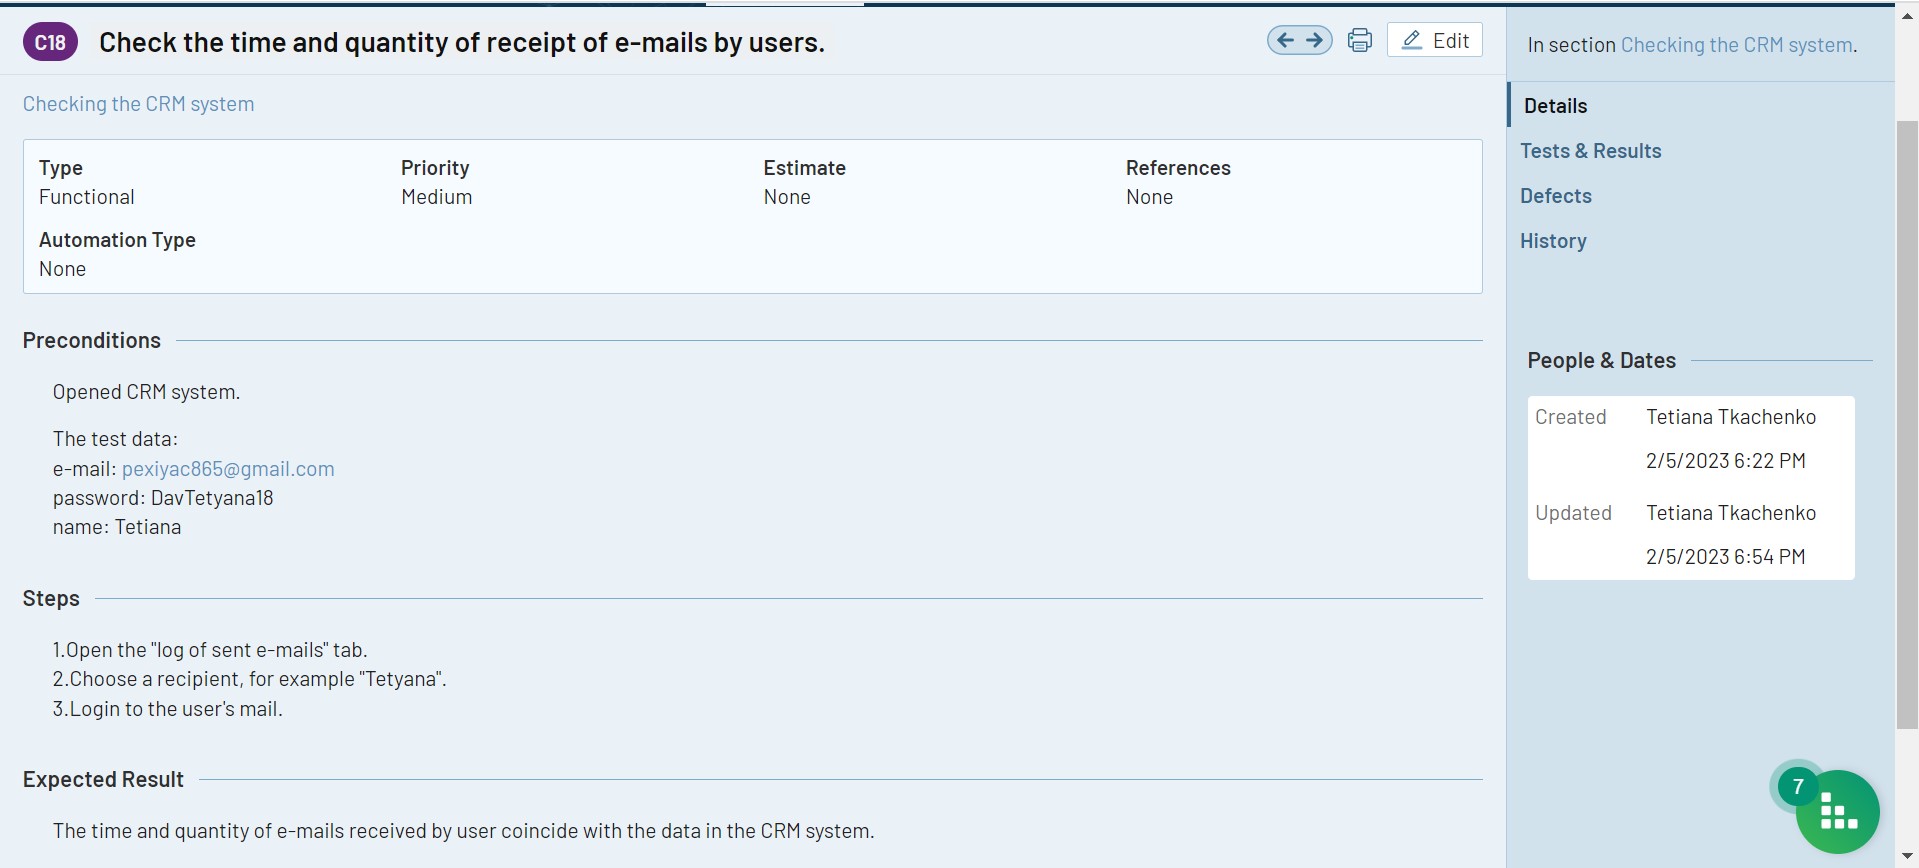 C18 Check the time and quantity of receipt of e-mails by users.
Edit
Checking the CRM system
Type Priority Estimate References
Functional Medium None None
Automation Type
None
Preconditions
Opened CRM system.
The test data:
e-mail: pexiyac865@gmail.com
password: DavTetyana18
name: Tetiana
Steps
1.Open the "log of sent e-mails" tab.
2.Choose a recipient, for example "Tetyana".
3.Login to the user's mail.
Expected Result
The time and quantity of e-mails received by user coincide with the data in the CRM system.
In section Checking the CRM system.
Details
Tests & Results
Defects
History
People & Dates
Created Tetiana Tkachenko
2/5/2023 6:22 PM
Updated Tetiana Tkachenko
2/5/2023 6:54 PM
7